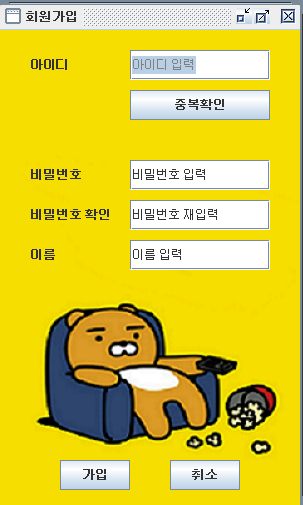 회원가입
아이디 아이디 입력
중복확인
비밀번호 비밀번호 입력
비밀번호 확인 비밀번호 재입력
이름 이름 입력
가입 취소